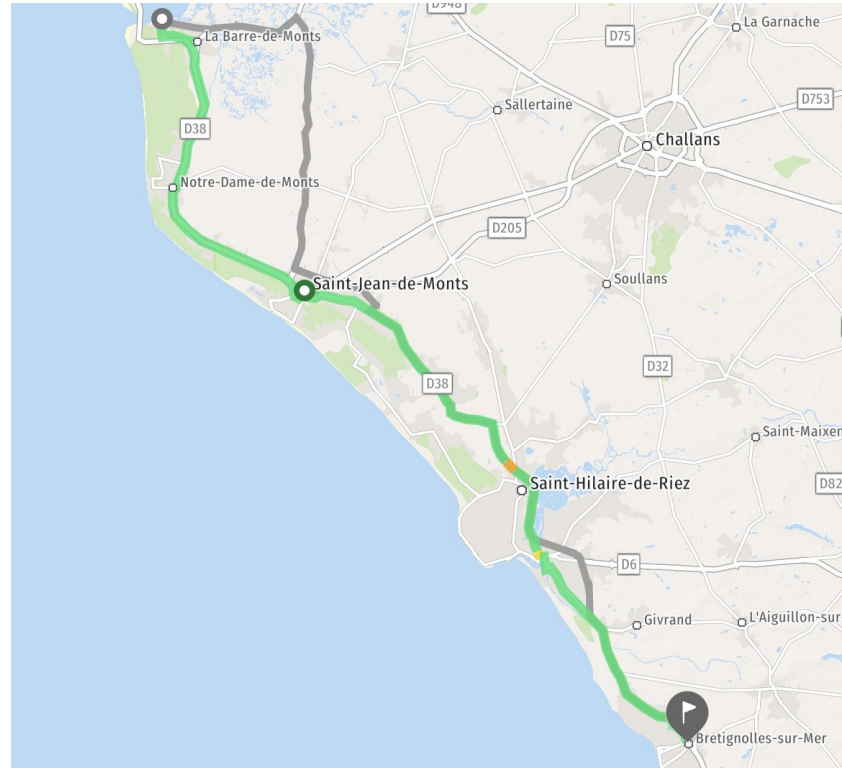 D948
La Garnache
D75
La Barre-de-Monts
D753
Sallertaine
D38
Challans
Notre-Dame-de-Monts
D205
Saint-Jean-de-Monts
Soullans
D32
D38
Saint-Maixen
Saint-Hilaire-de-Riez
D82
D6
Givrand
L'Aiguillon-sur
Bretignolles-sur-Mer